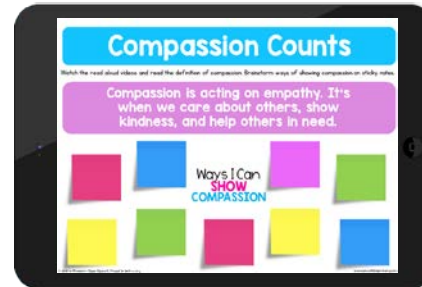 Compassion Counts
Watch the read aloud videos and read the definition of compassion. Brainstorm ways of showing compassion on sticky notes.
Compassion is acting on empathy. It's
when we care about others, show
kindness, and help others in need.
Ways I Can
SHOW
COMPASSION